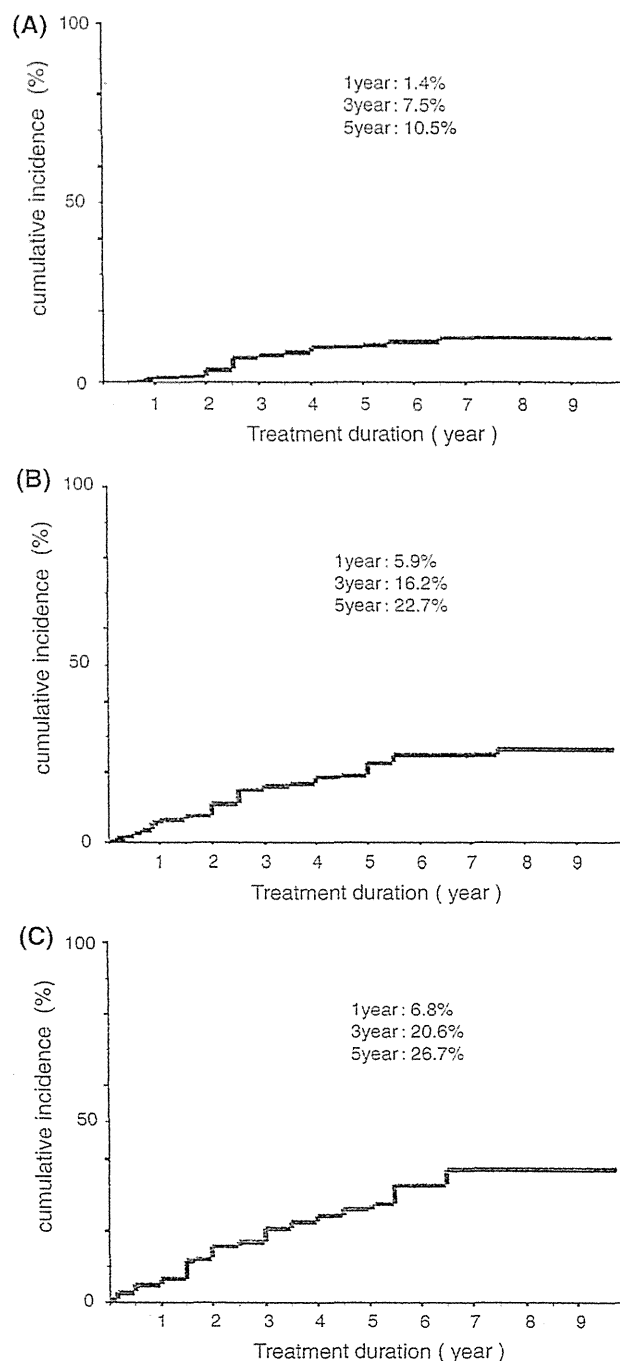 (A)
cumulative incidence (%)
100
50
0
1year: 1.4%
3year: 7.5%
5year: 10.5%
1 2 3 4 5 6 7 8 9
Treatment duration ( year )
(B)
cumulative incidence (%)
100
50
0
1year: 5.9%
3year: 16.2%
5year: 22.7%
1 2 3 4 5 6 7 8 9
Treatment duration ( year )
(C)
cumulative incidence (%)
100
50
0
1year: 6.8%
3year: 20.6%
5year: 26.7%
1 2 3 4 5 6 7 8 9
Treatment duration ( year )